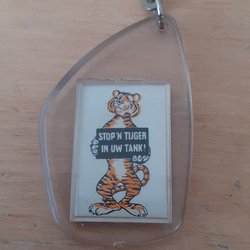 STOP'N TIJGER
IN UW TANK!